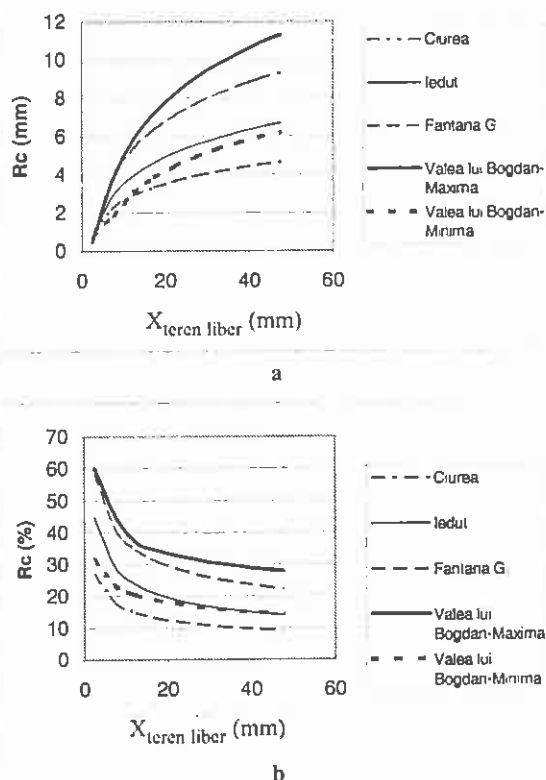 12
10
8
6
4
2
0
Rc (mm)
0 20 40 60
X teren liber (mm)
Ciurea
Iedut
Fantana G
Valea lui Bogdan-
Maxima
Valea lui Bogdan-
Minima
a
70
60
50
40
30
20
10
0
Rc (%)
0 20 40 60
X teren liber (mm)
Ciurea
Iedut
Fantana G
Valea lui
Bogdan-Maxima
Valea lui
Bogdan-Minima
b